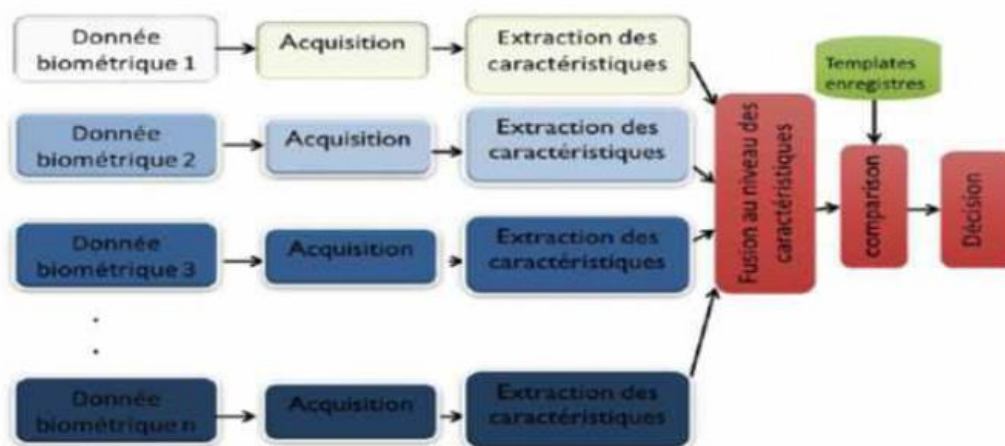 Donnée
biométrique 1
Acquisition
Extraction des
caractéristiques
Templates
enregistres
Donnée
biométrique 2
Acquisition
Extraction des
caractéristiques
Fusion au niveau des
caractéristiques
comparison
Décision
Donnée
biométrique 3
Acquisition
Extraction des
caractéristiques
Donnée
biométrique n
Acquisition
Extraction des
caractéristiques